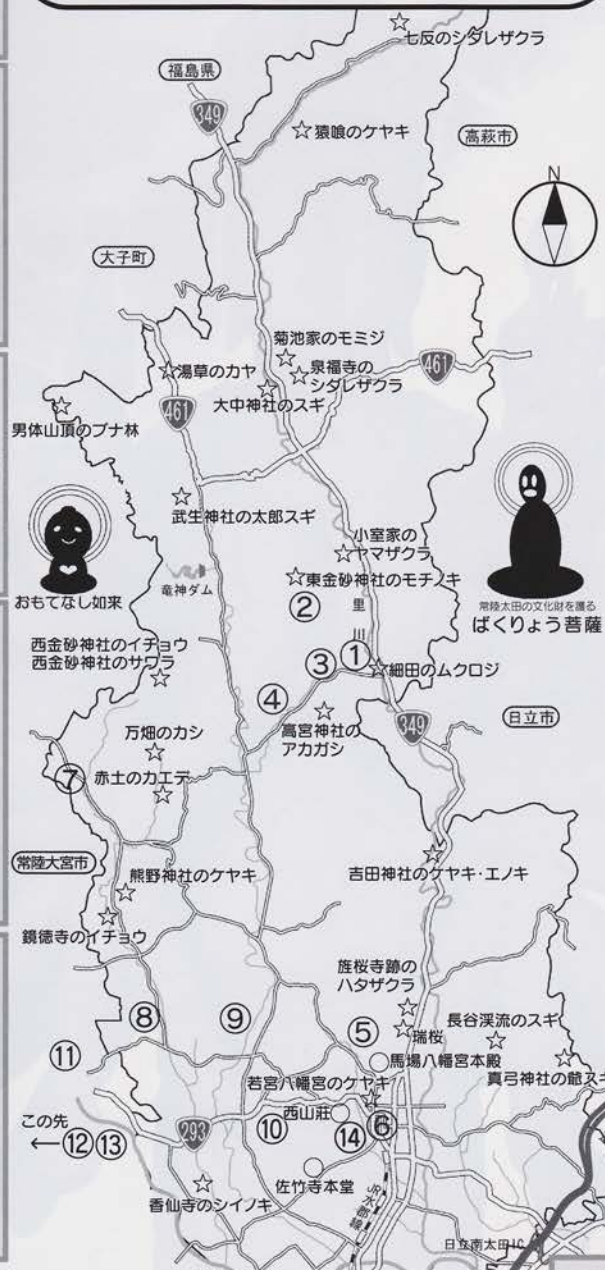 七反のシダレザクラ
福島県
349
猿喰のケヤキ
高萩市
N
大子町
菊池家のモミジ
泉福寺の
シダレザクラ
461
湯草のカヤ
461
大中神社のスギ
男体山頂のブナ林
武生神社の太郎スギ
小室家の
ヤマザクラ
おもてなし如来
竜神ダム
東金砂神社のモチノキ
常陸太田の文化財を護る
ばくりょう菩薩
②
里川
西金砂神社のイチョウ
西金砂神社のサワラ
③
①
細田のムクロジ
④
高宮神社の
アカガシ
349
日立市
万畑のカシ
⑦
赤土のカエデ
常陸大宮市
熊野神社のケヤキ
吉田神社のケヤキ・エノキ
鏡徳寺のイチョウ
旌桜寺跡の
ハタザクラ
⑧
⑨
⑤
瑞桜
長谷渓流のスギ
⑪
馬場八幡宮本殿
真弓神社の爺スギ
若宮八幡宮のケヤキ
この先
←⑫⑬
293
⑩
西山荘
⑭
⑥
佐竹寺本堂
香仙寺のシイノキ
JR水郡線
日立南太田IC